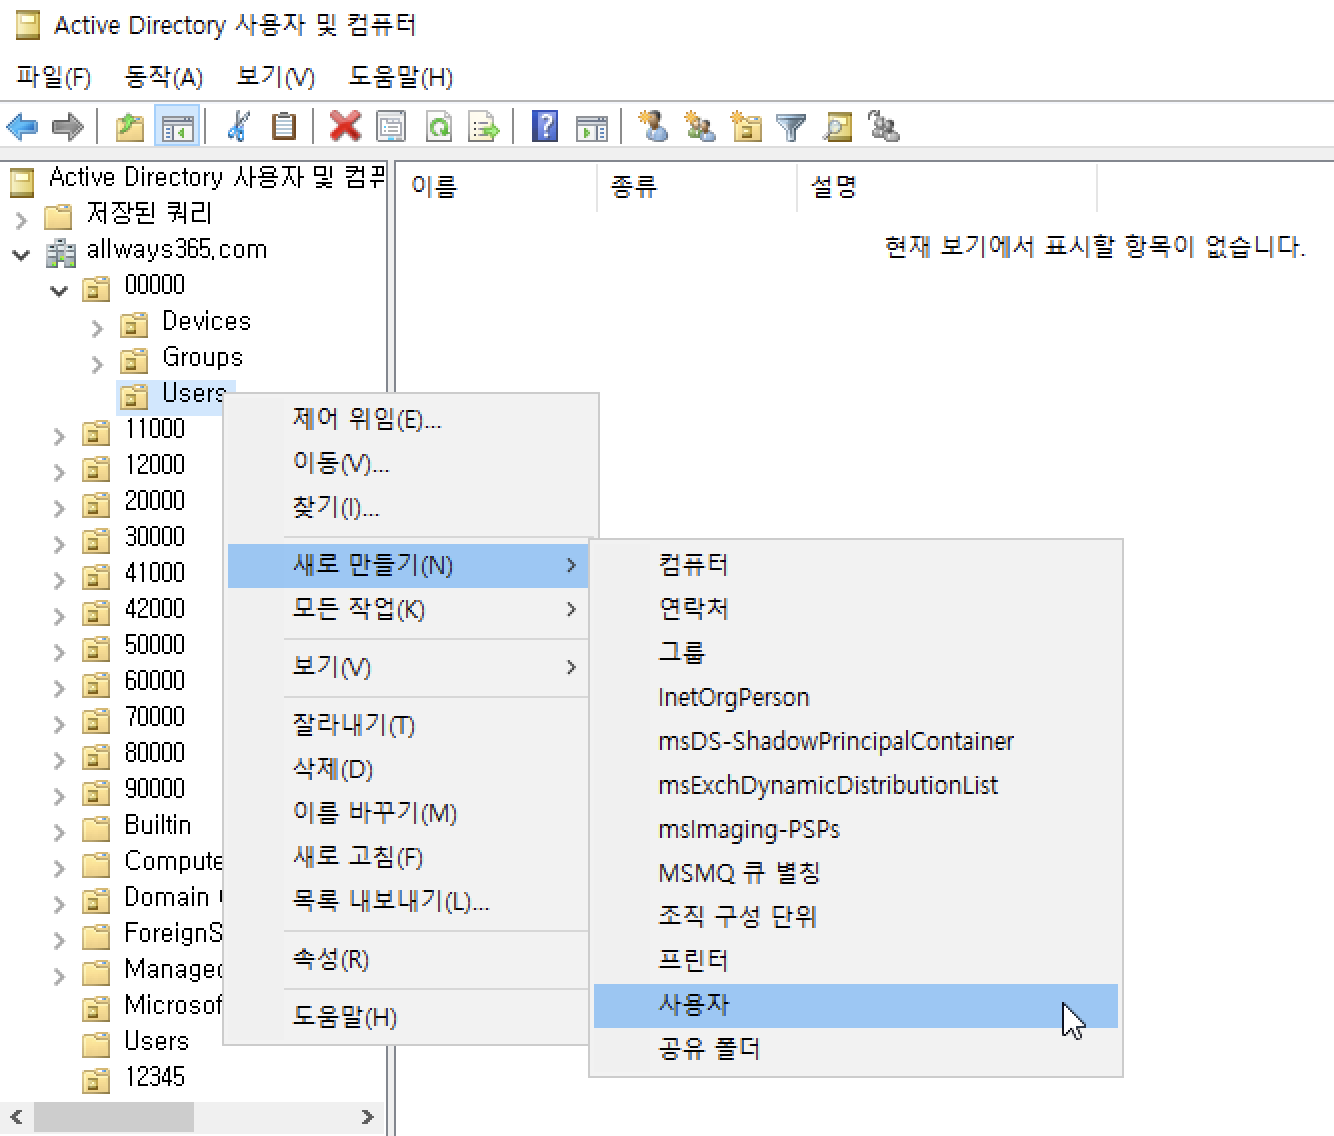 Active Directory 사용자 및 컴퓨터
파일(F) 동작(A) 보기(V) 도움말(H)
Active Directory 사용자 및 컴퓨
저장된 쿼리
allways365.com
00000
Devices
Groups
Users
11000
12000
20000
30000
41000
42000
50000
60000
70000
80000
90000
Builtin
Compute
Domain
ForeignS
Managed
Microsof
Users
12345
이름 종류 설명
현재 보기에서 표시할 항목이 없습니다.
제어 위임(E)...
이동(V)...
찾기(I)...
새로 만들기(N)
모든 작업(K)
보기(V)
잘라내기(T)
삭제(D)
이름 바꾸기(M)
새로 고침(F)
목록 내보내기(L)...
속성(R)
도움말(H)
컴퓨터
연락처
그룹
InetOrgPerson
msDS-ShadowPrincipalContainer
msExchDynamicDistributionList
msImaging-PSPs
MSMQ 큐 별칭
조직 구성 단위
프린터
사용자
공유 폴더